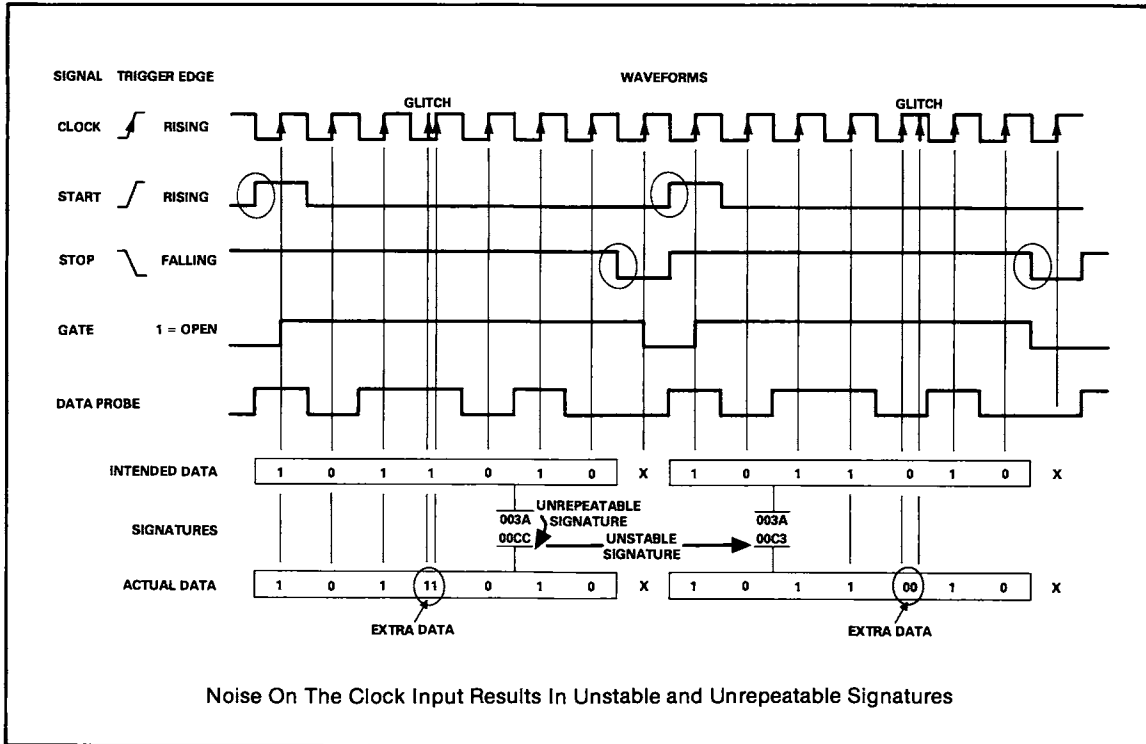 SIGNAL TRIGGER EDGE WAVEFORMS
GLITCH GLITCH
CLOCK RISING
START RISING
STOP FALLING
GATE 1 = OPEN
DATA PROBE
INTENDED DATA 1 0 1 1 0 1 0 X 1 0 1 1 0 1 0 X
SIGNATURES 003A UNREPEATABLE SIGNATURE 003A
00CC UNSTABLE SIGNATURE 00C3
ACTUAL DATA 1 0 1 11 0 1 0 X 1 0 1 1 00 1 0 X
EXTRA DATA EXTRA DATA
Noise On The Clock Input Results In Unstable and Unrepeatable Signatures